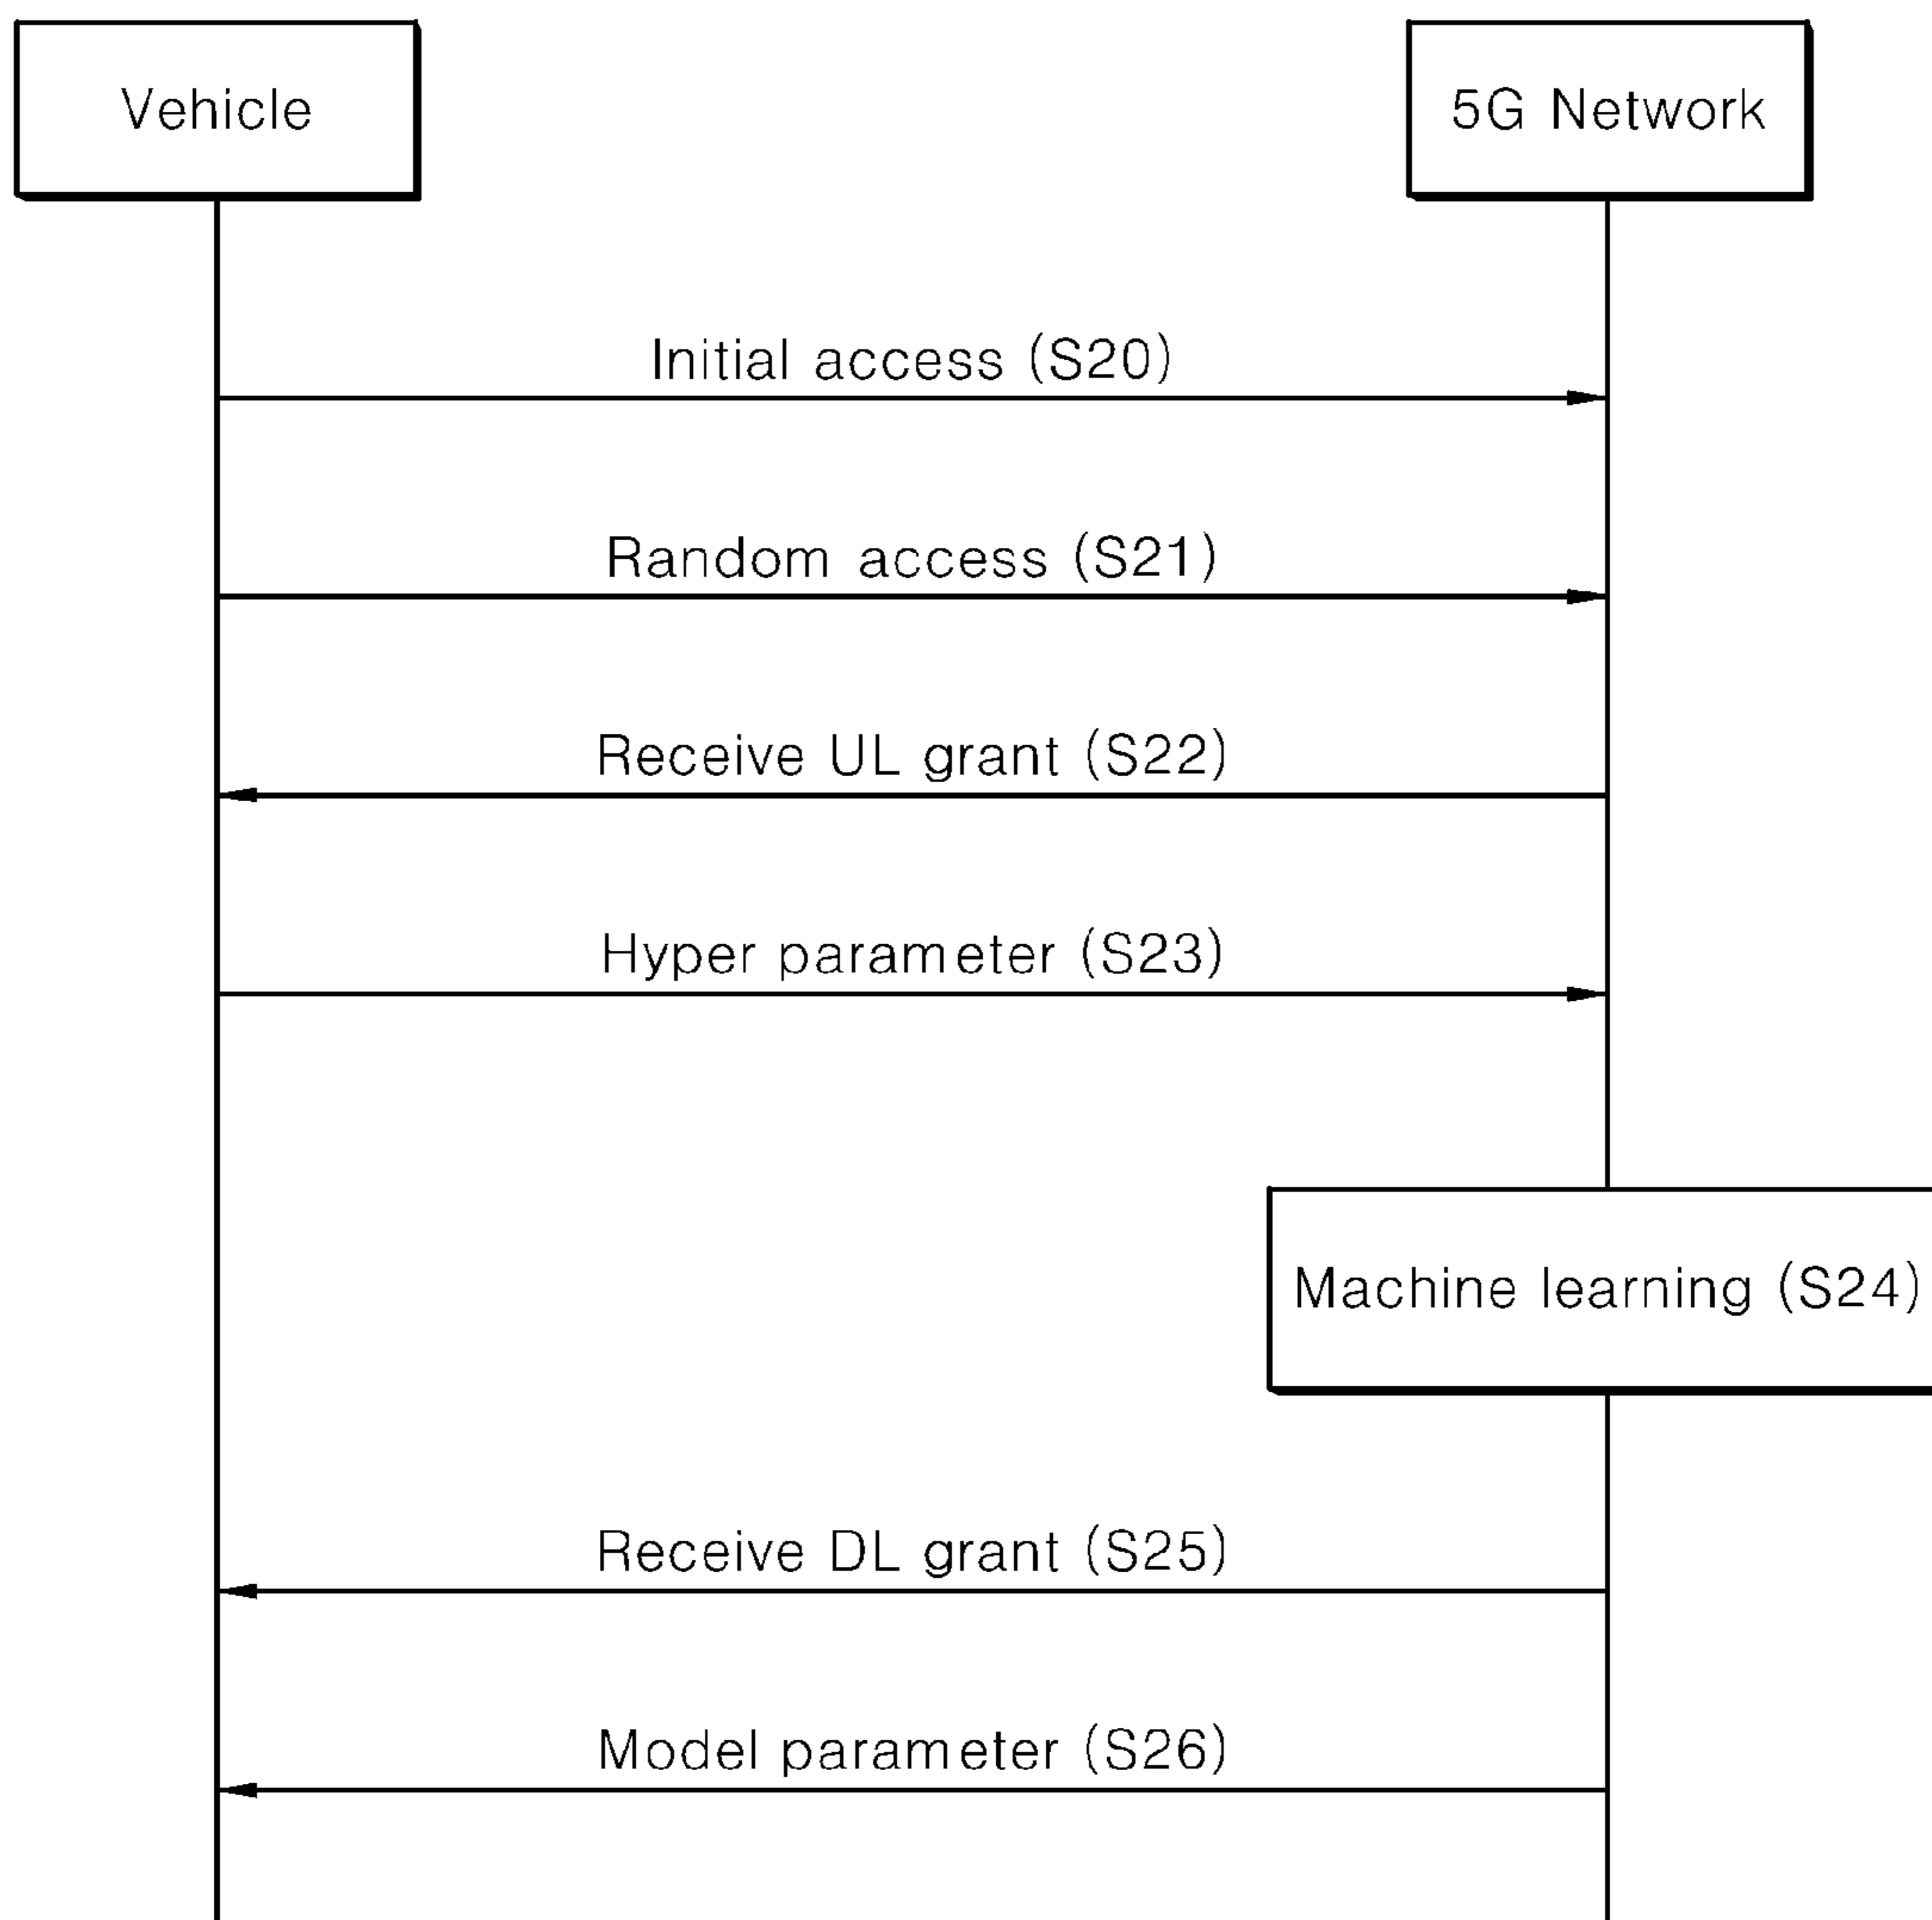 Vehicle
5G Network
Initial access (S20)
Random access (S21)
Receive UL grant (S22)
Hyper parameter (S23)
Machine learning (S24)
Receive DL grant (S25)
Model parameter (S26)